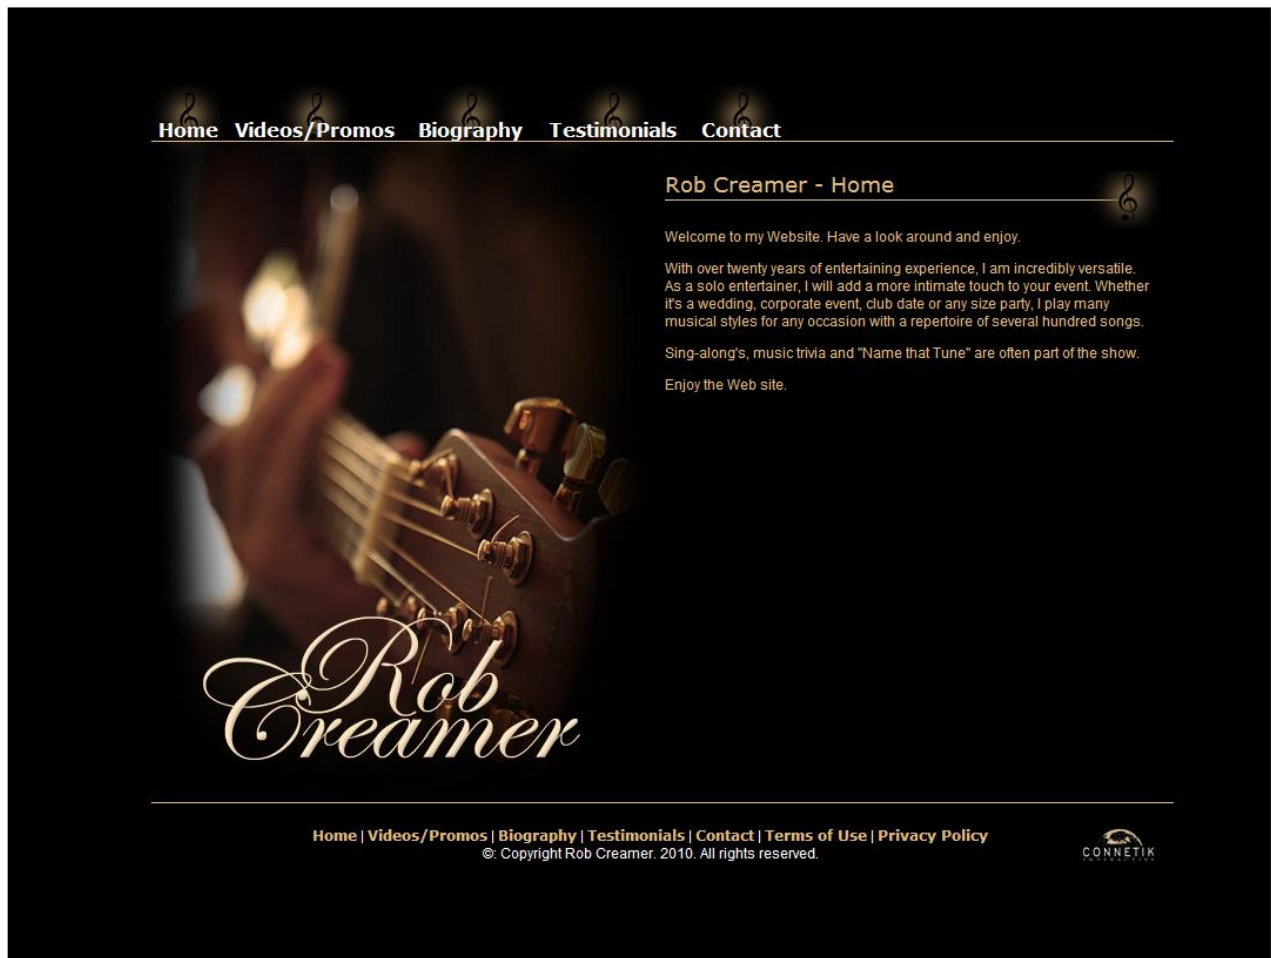 Home Videos/Promos Biography Testimonials Contact
Rob Creamer - Home
Welcome to my Website. Have a look around and enjoy.
With over twenty years of entertaining experience, I am incredibly versatile.
As a solo entertainer, I will add a more intimate touch to your event. Whether
it's a wedding, corporate event, club date or any size party, I play many
musical styles for any occasion with a repertoire of several hundred songs.
Sing-along's, music trivia and "Name that Tune" are often part of the show.
Enjoy the Web site.
Rob
Creamer
Home | Videos/Promos | Biography | Testimonials | Contact | Terms of Use | Privacy Policy
©: Copyright Rob Creamer. 2010. All rights reserved.
CONNETIK